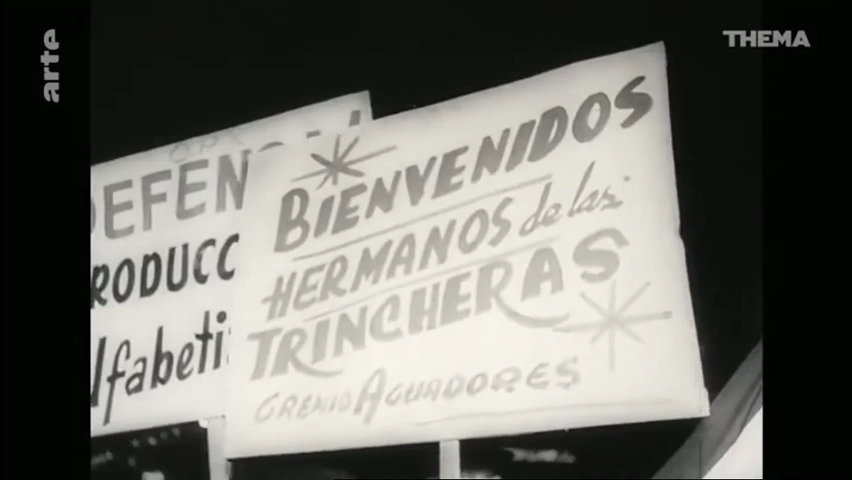 arte
THEMA
DEFEN
RODUCC
lfabeti
BIENVENIDOS
HERMANOS de las
TRINCHERAS
GREMIO AGUADORES